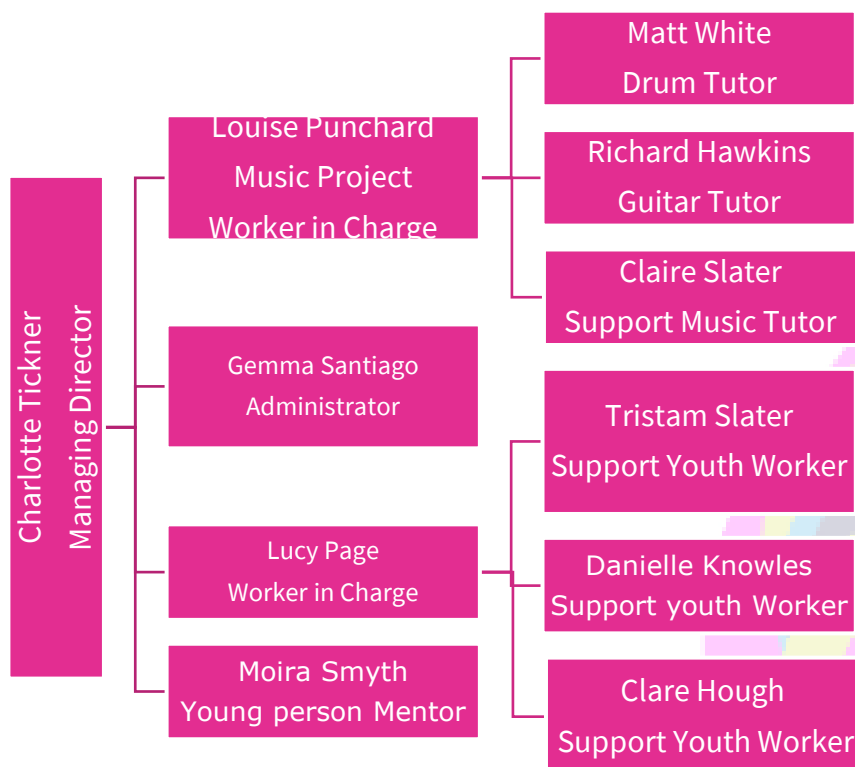 Charlotte Tickner
Managing Director
Louise Punchard
Music Project
Worker in Charge
Gemma Santiago
Administrator
Lucy Page
Worker in Charge
Moira Smyth
Young person Mentor
Matt White
Drum Tutor
Richard Hawkins
Guitar Tutor
Claire Slater
Support Music Tutor
Tristam Slater
Support Youth Worker
Danielle Knowles
Support youth Worker
Clare Hough
Support Youth Worker